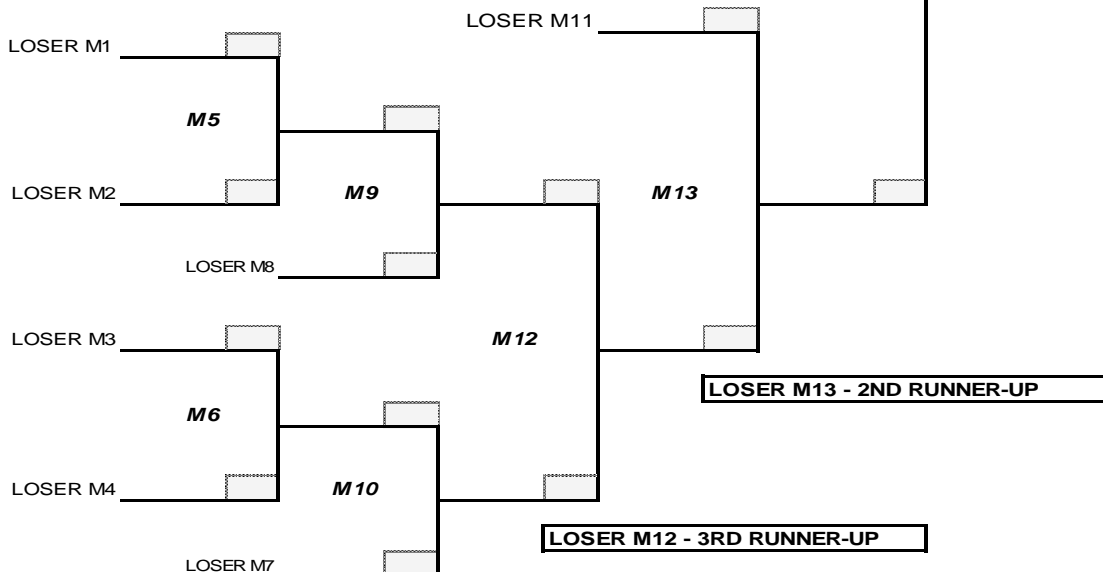 LOSER M11
LOSER M1
M5
LOSER M2
M9
M13
LOSER M8
LOSER M3
M12
LOSER M13 - 2ND RUNNER-UP
M6
LOSER M4
M10
LOSER M12 - 3RD RUNNER-UP
LOSER M7